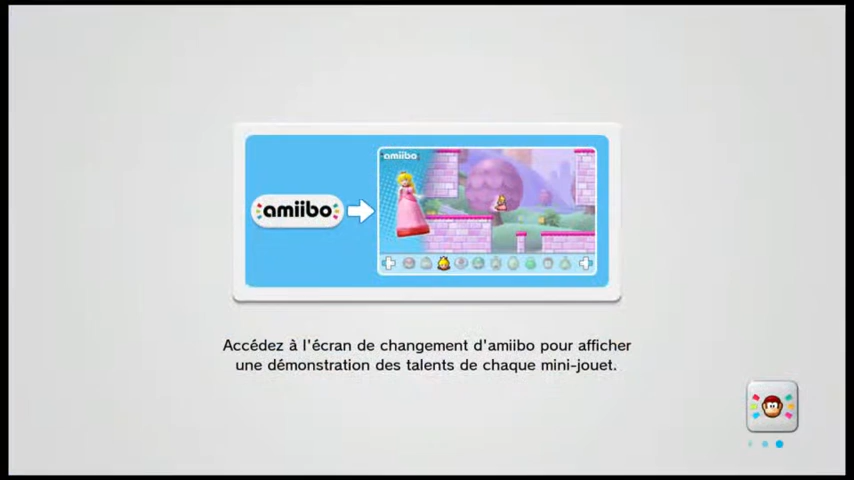 amiibo
amiibo
Accédez à l'écran de changement d'amiibo pour afficher
une démonstration des talents de chaque mini-jouet.